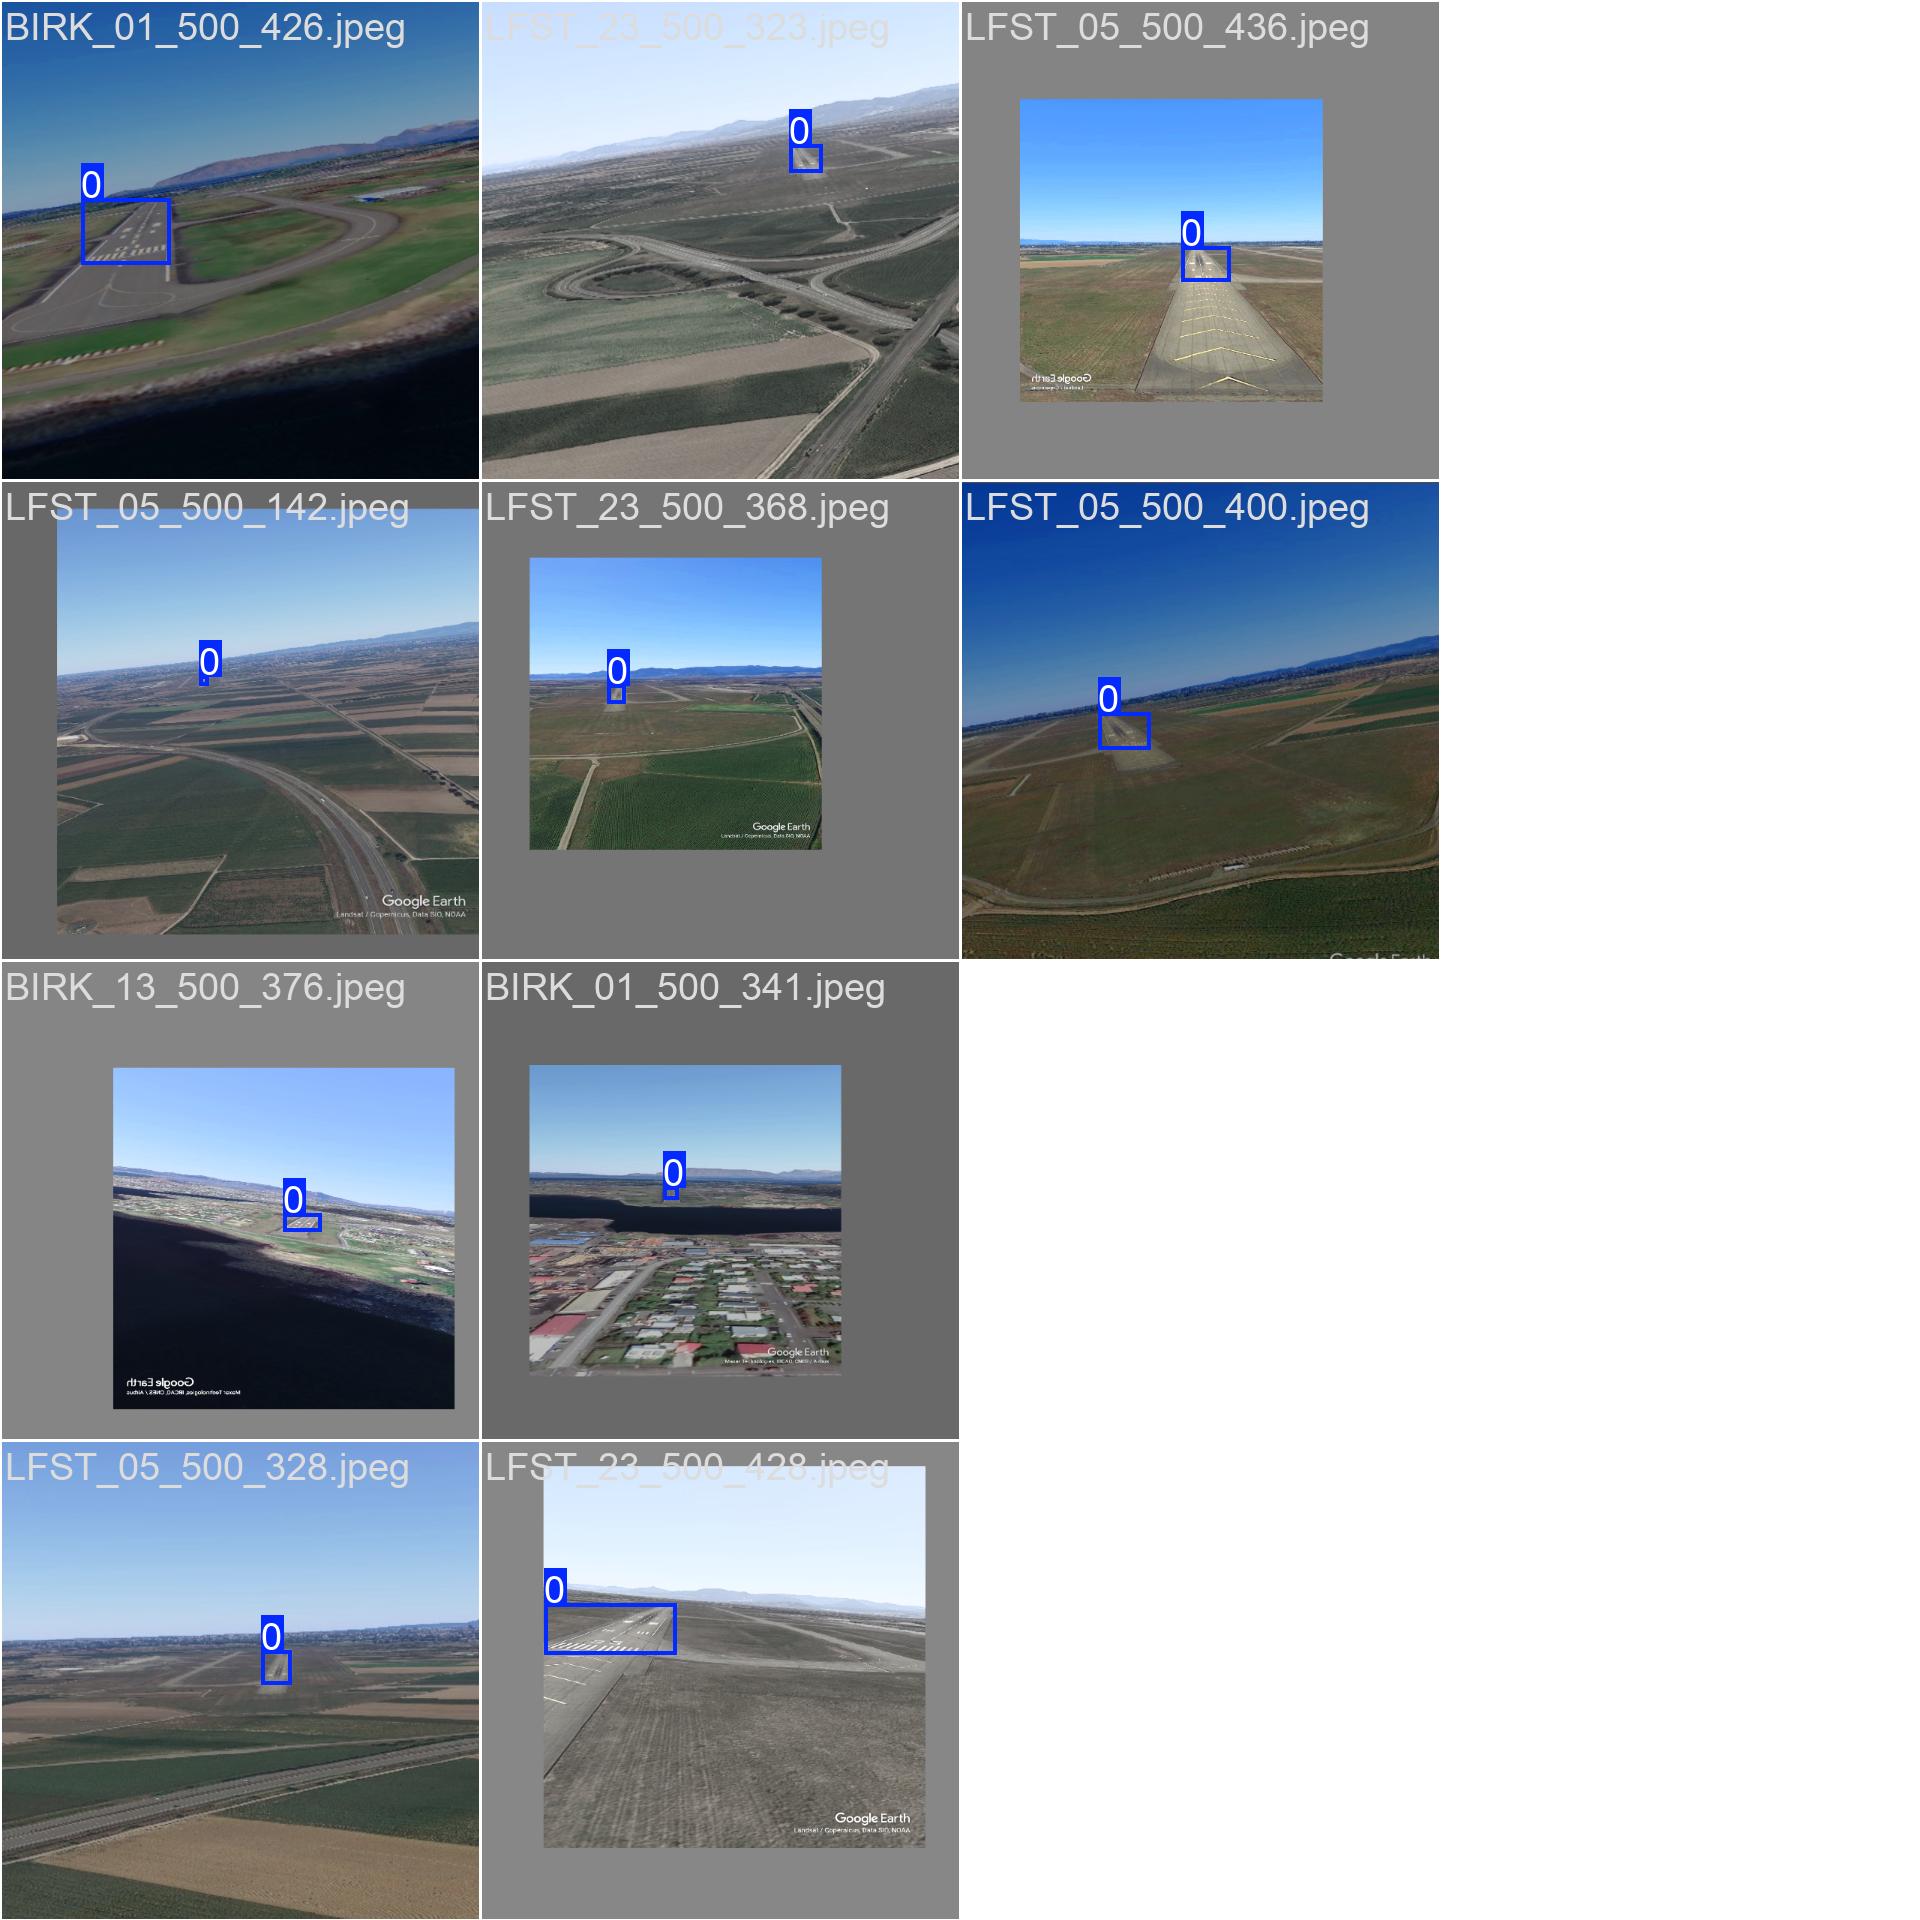 BIRK_01_500_426.jpeg
LFST_23_500_323.jpeg
LFST_05_500_436.jpeg
0
0
0
Google Earth
LFST_05_500_142.jpeg
LFST_23_500_368.jpeg
LFST_05_500_400.jpeg
0
0
0
Google Earth
Landsat / Copernicus, Data SIO, NOAA
Google Earth
Landsat / Copernicus, Data SIO, NOAA
Google Earth
BIRK_13_500_376.jpeg
BIRK_01_500_341.jpeg
0
0
Google Earth
Maxar Technologies, IBCAO, CNES / Airbus
Google Earth
Maxar Technologies, IBCAO, CNES / Airbus
LFST_05_500_328.jpeg
LFST_23_500_428.jpeg
0
0
Google Earth
Landsat / Copernicus, Data SIO, NOAA